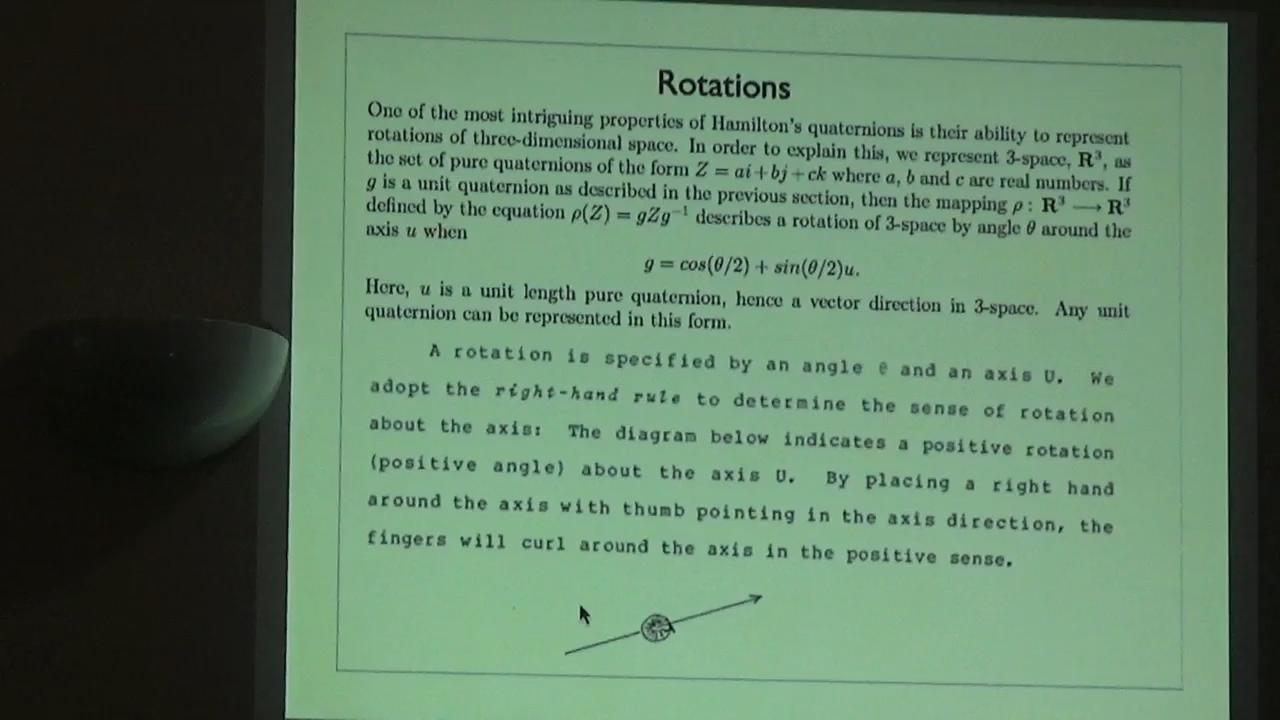 Rotations
One of the most intriguing properties of Hamilton's quaternions is their ability to represent
rotations of three-dimensional space. In order to explain this, we represent 3-space, R³, as
the set of pure quaternions of the form Z = ai+bj+ck where a, b and c are real numbers. If
g is a unit quaternion as described in the previous section, then the mapping ρ : R³ ⟶ R³
defined by the equation ρ(Z) = gZg⁻¹ describes a rotation of 3-space by angle θ around the
axis u when
g = cos(θ/2) + sin(θ/2)u.
Here, u is a unit length pure quaternion, hence a vector direction in 3-space. Any unit
quaternion can be represented in this form.
A rotation is specified by an angle θ and an axis U. We
adopt the right-hand rule to determine the sense of rotation
about the axis: The diagram below indicates a positive rotation
(positive angle) about the axis U. By placing a right hand
around the axis with thumb pointing in the axis direction, the
fingers will curl around the axis in the positive sense.